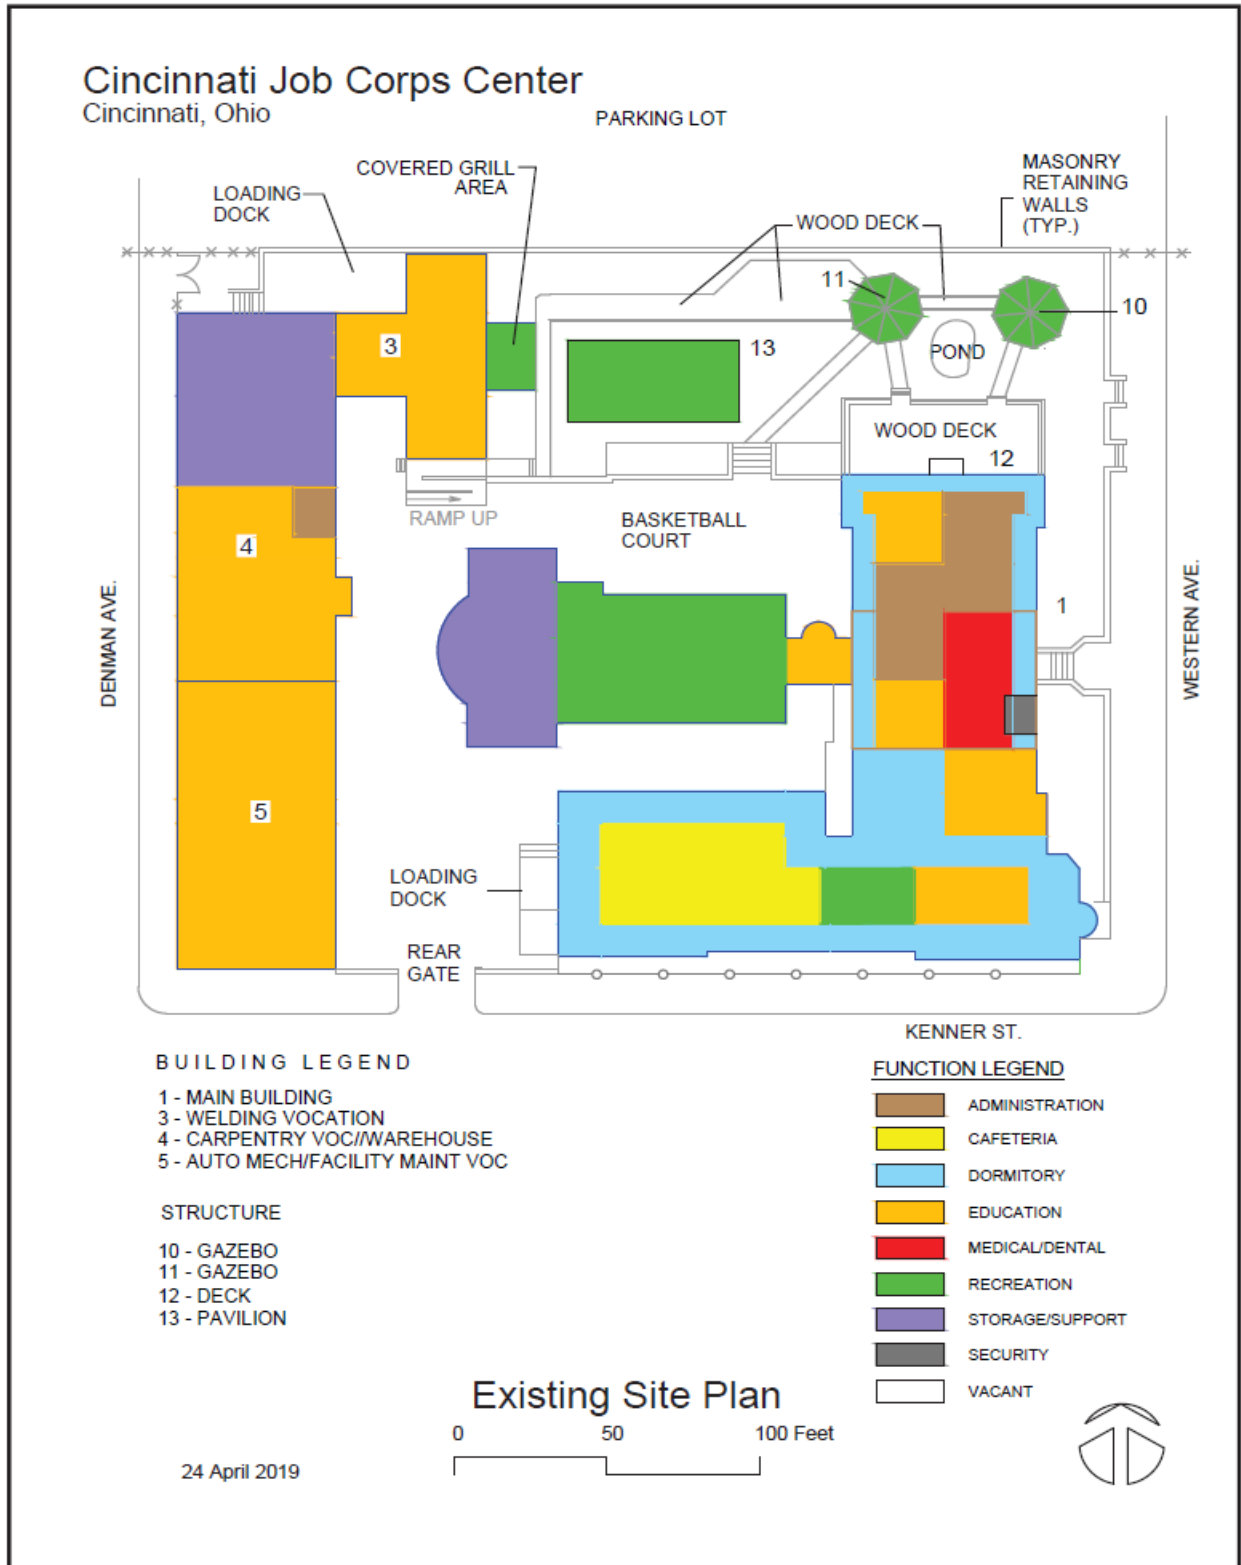 Cincinnati Job Corps Center
Cincinnati, Ohio
PARKING LOT
COVERED GRILL
AREA
LOADING
DOCK
MASONRY
RETAINING
WALLS
(TYP.)
WOOD DECK
11
10
3
13
POND
WOOD DECK
12
RAMP UP
BASKETBALL
COURT
4
DENMAN AVE.
1
WESTERN AVE.
5
LOADING
DOCK
REAR
GATE
KENNER ST.
BUILDING LEGEND
1 - MAIN BUILDING
3 - WELDING VOCATION
4 - CARPENTRY VOC//WAREHOUSE
5 - AUTO MECH/FACILITY MAINT VOC
STRUCTURE
10 - GAZEBO
11 - GAZEBO
12 - DECK
13 - PAVILION
FUNCTION LEGEND
ADMINISTRATION
CAFETERIA
DORMITORY
EDUCATION
MEDICAL/DENTAL
RECREATION
STORAGE/SUPPORT
SECURITY
VACANT
Existing Site Plan
0 50 100 Feet
24 April 2019